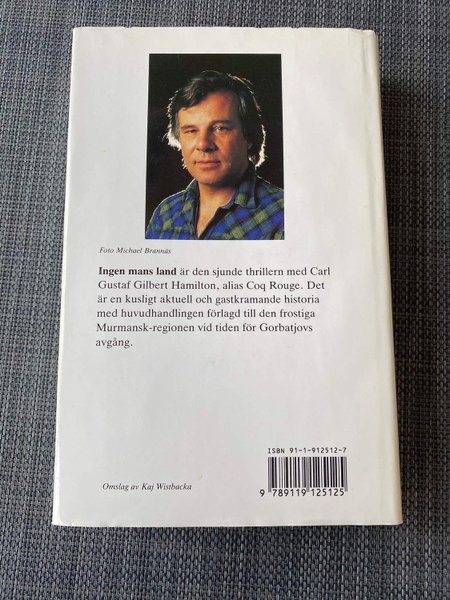 Foto Michael Brannäs
Ingen mans land är den sjunde thrillern med Carl
Gustaf Gilbert Hamilton, alias Coq Rouge. Det
är en kusligt aktuell och gastkramande historia
med huvudhandlingen förlagd till den frostiga
Murmansk-regionen vid tiden för Gorbatjovs
avgång.
ISBN 91-1-912512-7
Omslag av Kaj Wistbacka
9 789119 125125